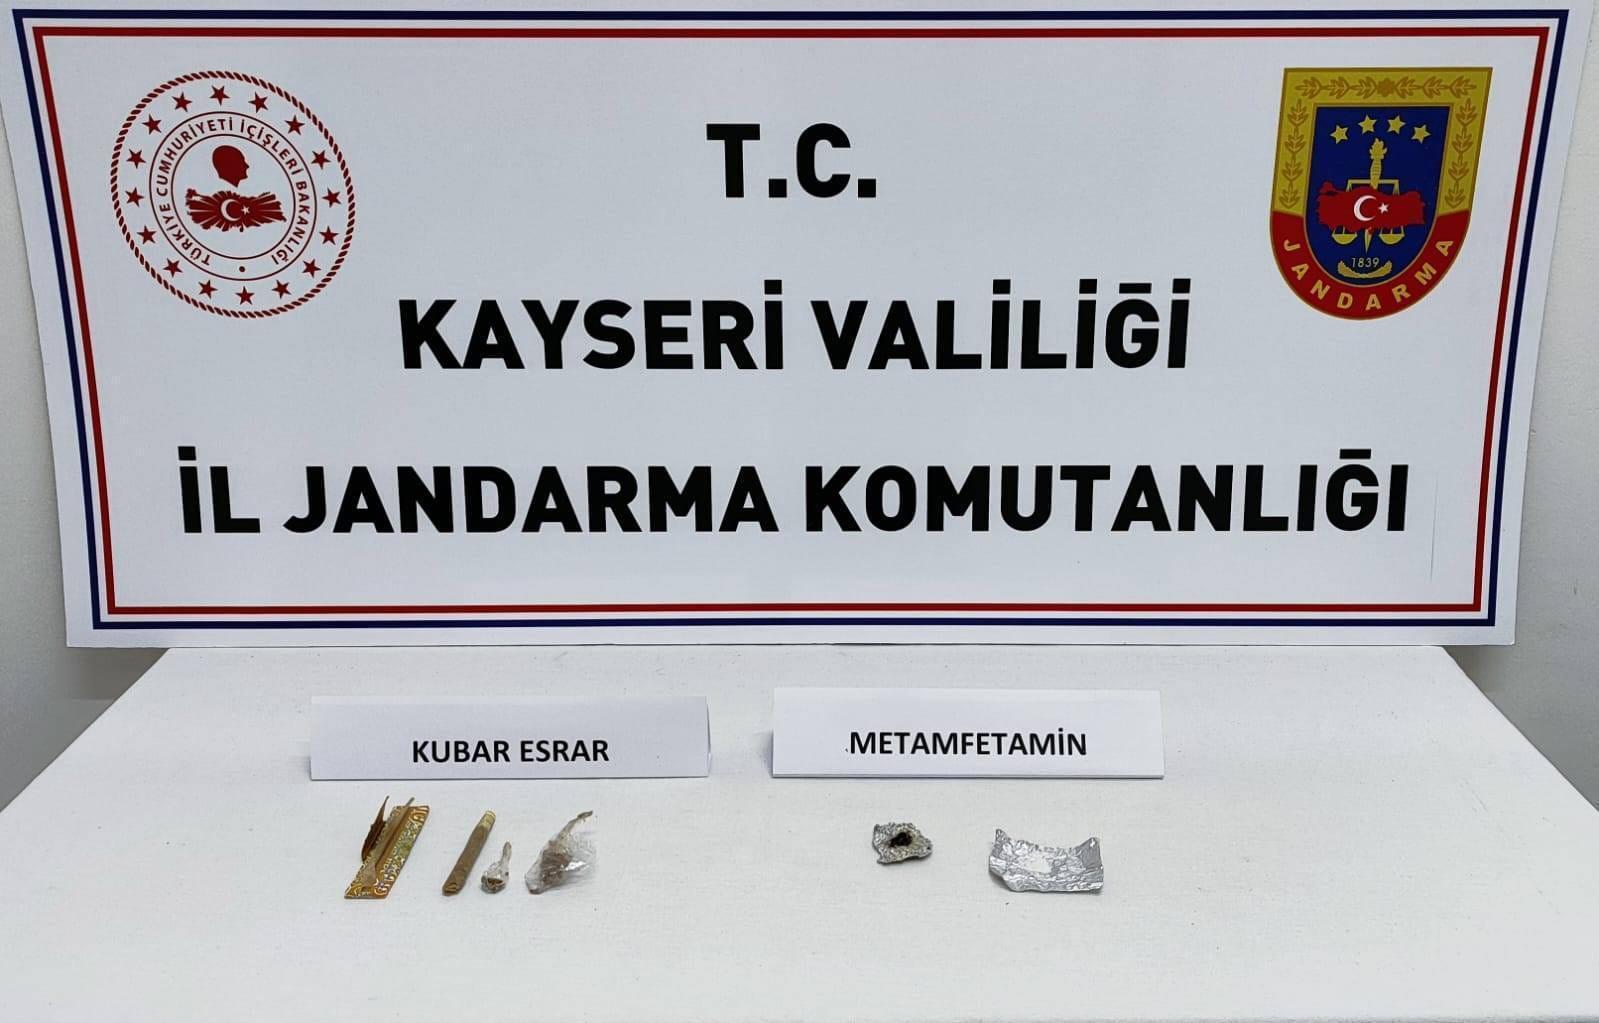 TÜRKİYE CUMHURİYETİ İÇİŞLERİ BAKANLIĞI
T.C.
KAYSERİ VALİLİĞİ
İL JANDARMA KOMUTANLIĞI
1839
JANDARMA
KUBAR ESRAR
METAMFETAMİN